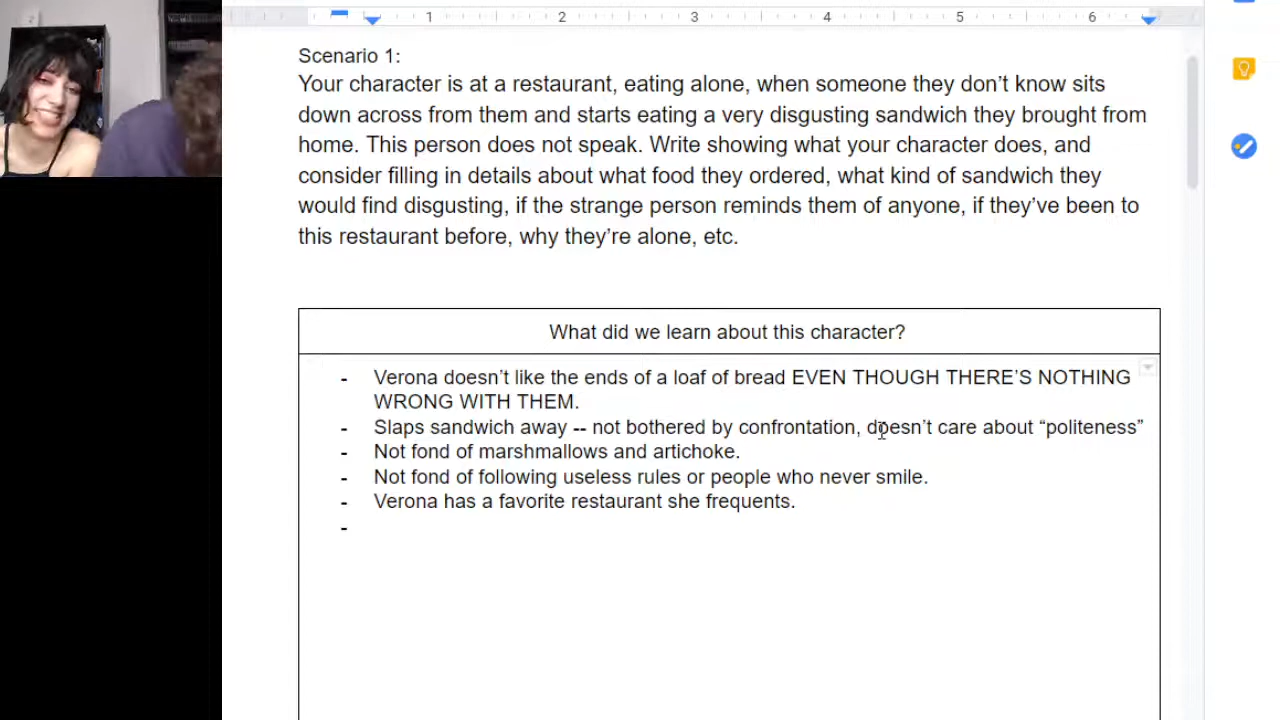 1 2 3 4 5 6
Scenario 1:
Your character is at a restaurant, eating alone, when someone they don’t know sits
down across from them and starts eating a very disgusting sandwich they brought from
home. This person does not speak. Write showing what your character does, and
consider filling in details about what food they ordered, what kind of sandwich they
would find disgusting, if the strange person reminds them of anyone, if they’ve been to
this restaurant before, why they’re alone, etc.
What did we learn about this character?
- Verona doesn’t like the ends of a loaf of bread EVEN THOUGH THERE’S NOTHING
WRONG WITH THEM.
- Slaps sandwich away -- not bothered by confrontation, doesn’t care about “politeness”
- Not fond of marshmallows and artichoke.
- Not fond of following useless rules or people who never smile.
- Verona has a favorite restaurant she frequents.
-